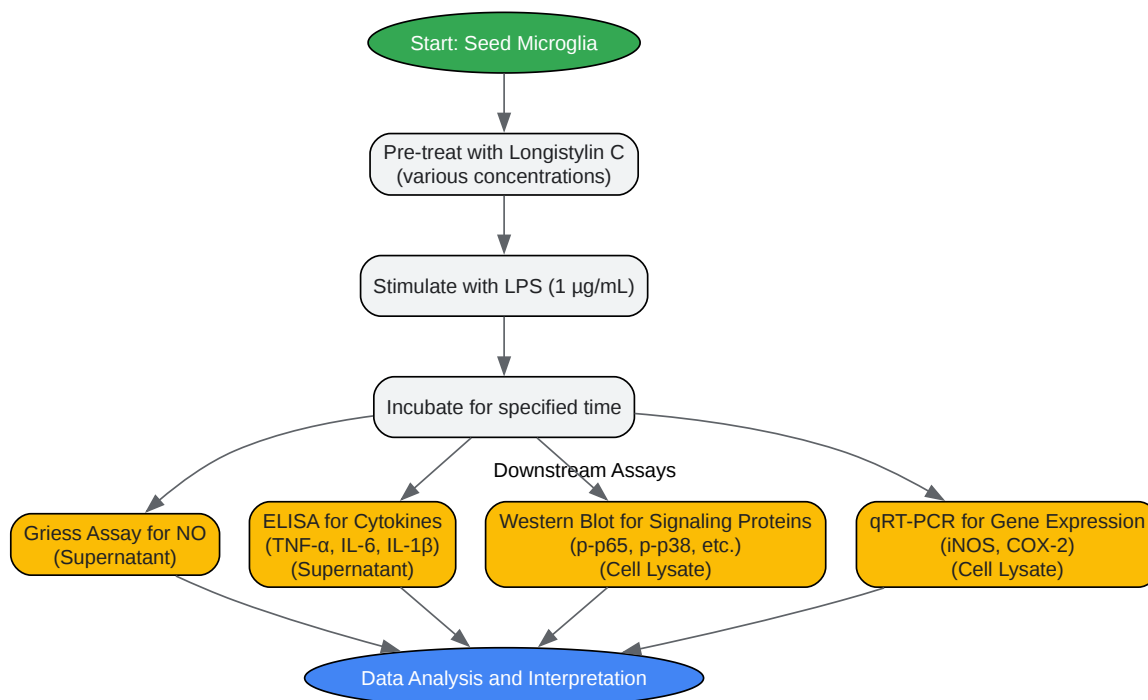 Start: Seed Microglia
Pre-treat with Longistylin C
(various concentrations)
Stimulate with LPS (1 µg/mL)
Incubate for specified time
Downstream Assays
Griess Assay for NO
(Supernatant)
ELISA for Cytokines
(TNF-α, IL-6, IL-1β)
(Supernatant)
Western Blot for Signaling Proteins
(p-p65, p-p38, etc.)
(Cell Lysate)
qRT-PCR for Gene Expression
(iNOS, COX-2)
(Cell Lysate)
Data Analysis and Interpretation